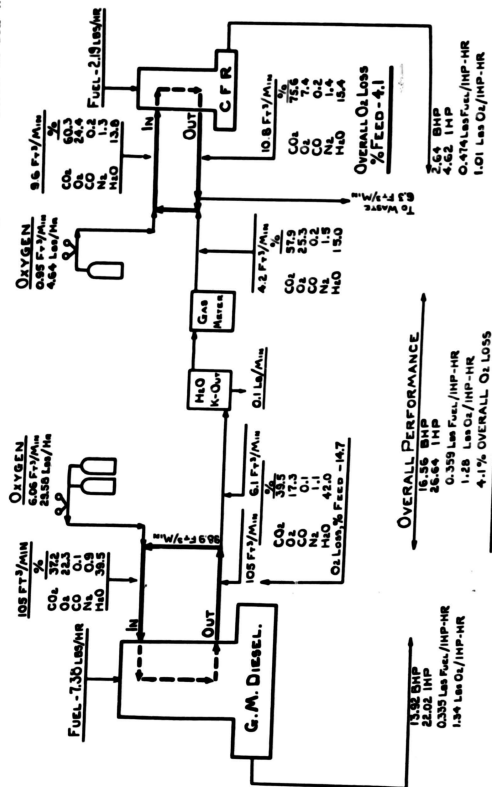 FUEL-7.38 LBS/HR
105 FT³/MIN
%
CO2 37.2
O2 22.3
CO 0.1
N2 0.9
H2O 39.5
OXYGEN
6.06 FT³/MIN
29.58 LBS/HR
IN
OUT
G.M. DIESEL.
98.9 FT³/MIN
105 FT³/MIN
6.1 FT³/MIN
%
CO2 39.5
O2 17.3
CO 0.1
N2 1.1
H2O 42.0
O2 LOSS, % FEED -14.7
13.92 BHP
22.02 IHP
0.335 LBS FUEL/IHP-HR
1.34 LBS O2/IHP-HR
H2O
K-OUT
0.1 LB/MIN
GAS
METER
4.2 FT³/MIN
%
CO2 57.9
O2 25.3
CO 0.2
N2 1.5
H2O 15.0
OVERALL PERFORMANCE
16.56 BHP
26.64 IHP
0.359 LBS FUEL/IHP-HR
1.28 LBS O2/IHP-HR
4.1% OVERALL O2 LOSS
OXYGEN
0.95 FT³/MIN
4.64 LBS/HR
9.6 FT³/MIN
%
CO2 60.3
O2 24.4
CO 0.2
N2 1.3
H2O 13.8
FUEL-2.19 LBS/HR
IN
OUT
CFR
TO WASTE
10.8 FT³/MIN
%
CO2 75.6
O2 7.4
CO 0.2
N2 1.4
H2O 15.4
OVERALL O2 LOSS
% FEED-4.1
2.64 BHP
4.62 IHP
0.474 LBS FUEL/IHP-HR
1.01 LBS O2/IHP-HR